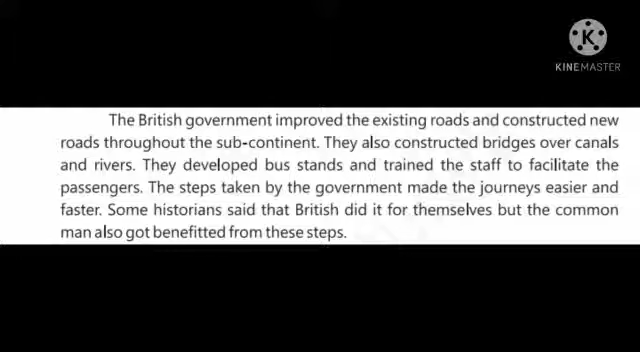 K
KINEMASTER
The British government improved the existing roads and constructed new
roads throughout the sub-continent. They also constructed bridges over canals
and rivers. They developed bus stands and trained the staff to facilitate the
passengers. The steps taken by the government made the journeys easier and
faster. Some historians said that British did it for themselves but the common
man also got benefitted from these steps.